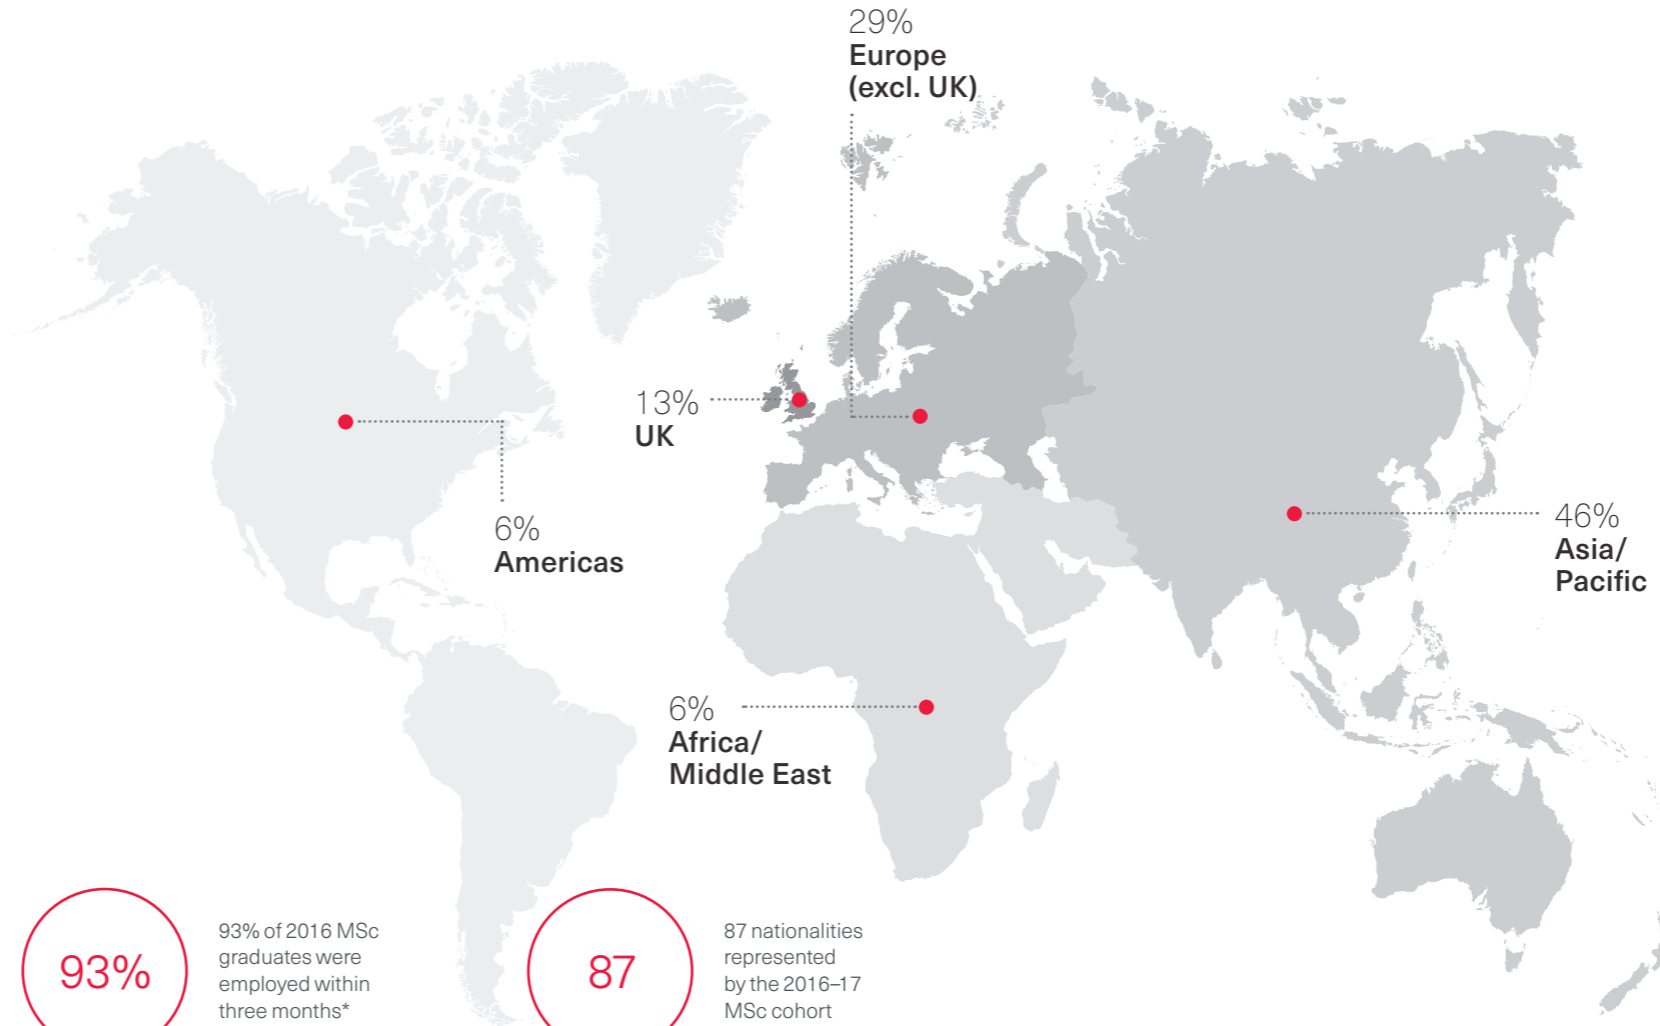 29%
Europe
(excl. UK)
13%
UK
6%
Americas
46%
Asia/
Pacific
6%
Africa/
Middle East
93%
93% of 2016 MSc
graduates were
employed within
three months*
87
87 nationalities
represented
by the 2016–17
MSc cohort